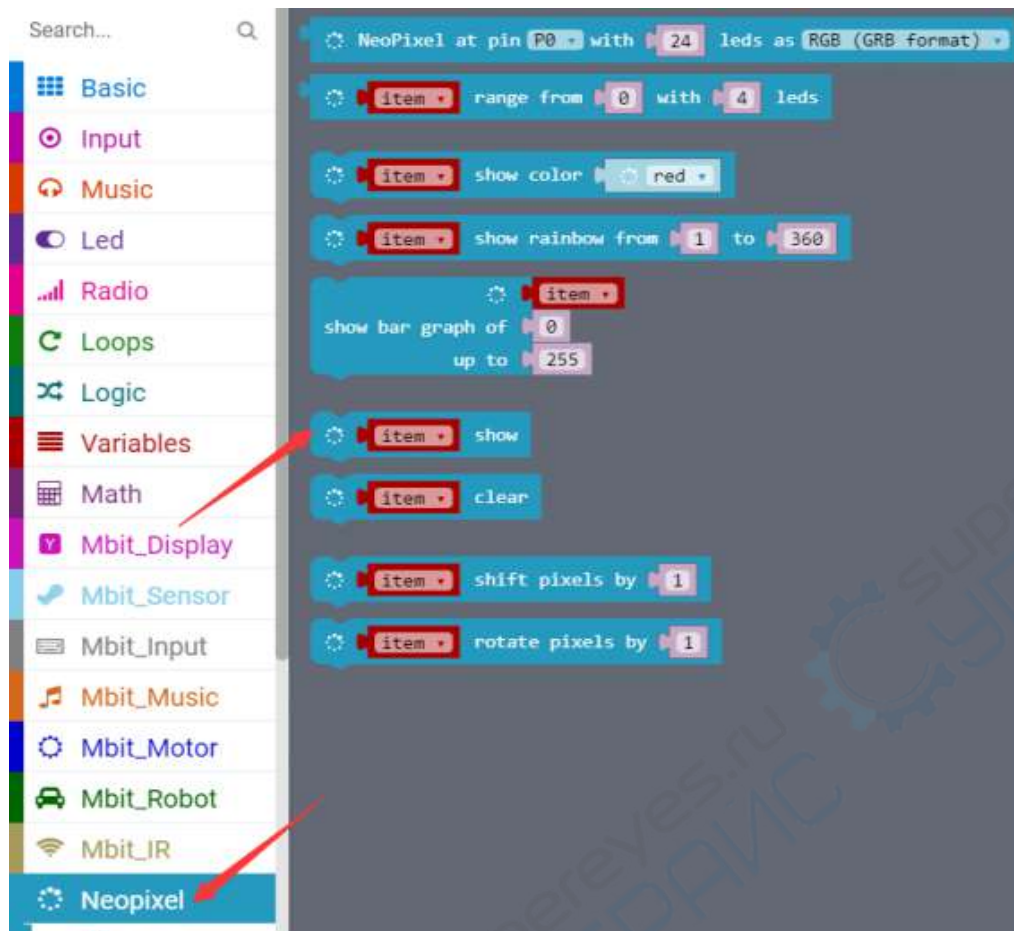 Search...
Basic
Input
Music
Led
Radio
Loops
Logic
Variables
Math
Mbit_Display
Mbit_Sensor
Mbit_Input
Mbit_Music
Mbit_Motor
Mbit_Robot
Mbit_IR
Neopixel
NeoPixel at pin P0 with 24 leds as RGB (GRB format)
item range from 0 with 4 leds
item show color red
item show rainbow from 1 to 360
item
show bar graph of 0
up to 255
item show
item clear
item shift pixels by 1
item rotate pixels by 1